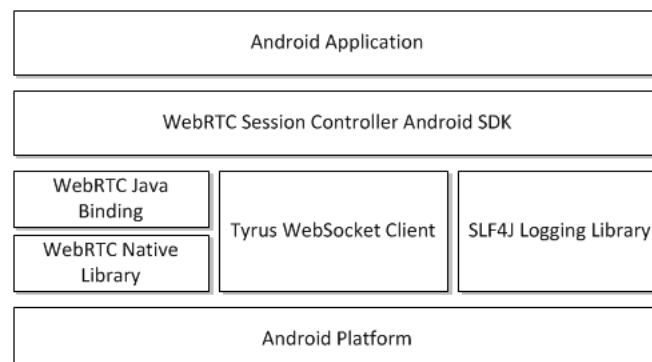 Android Application
WebRTC Session Controller Android SDK
WebRTC Java
Binding
WebRTC Native
Library
Tyrus WebSocket Client
SLF4J Logging Library
Android Platform